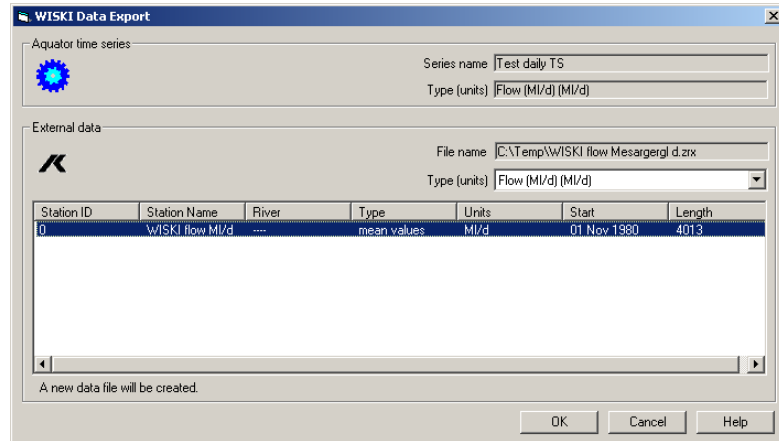 WISKI Data Export
Aquator time series
Series name Test daily TS
Type (units) Flow (Ml/d) (Ml/d)
External data
File name C:\Temp\WISKI flow Mesargergl d.zrx
Type (units) Flow (Ml/d) (Ml/d)
Station ID Station Name River Type Units Start Length
0 WISKI flow Ml/d ---- mean values Ml/d 01 Nov 1980 4013
A new data file will be created.
OK Cancel Help